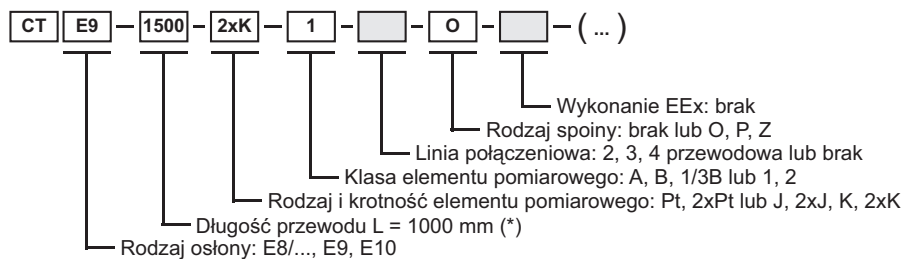 CT E9 - 1500 - 2xK - 1 - - O - - (...)
Wykonanie EEx: brak
Rodzaj spoiny: brak lub O, P, Z
Linia połączeniowa: 2, 3, 4 przewodowa lub brak
Klasa elementu pomiarowego: A, B, 1/3B lub 1, 2
Rodzaj i krotność elementu pomiarowego: Pt, 2xPt lub J, 2xJ, K, 2xK
Długość przewodu L = 1000 mm (*)
Rodzaj osłony: E8/..., E9, E10